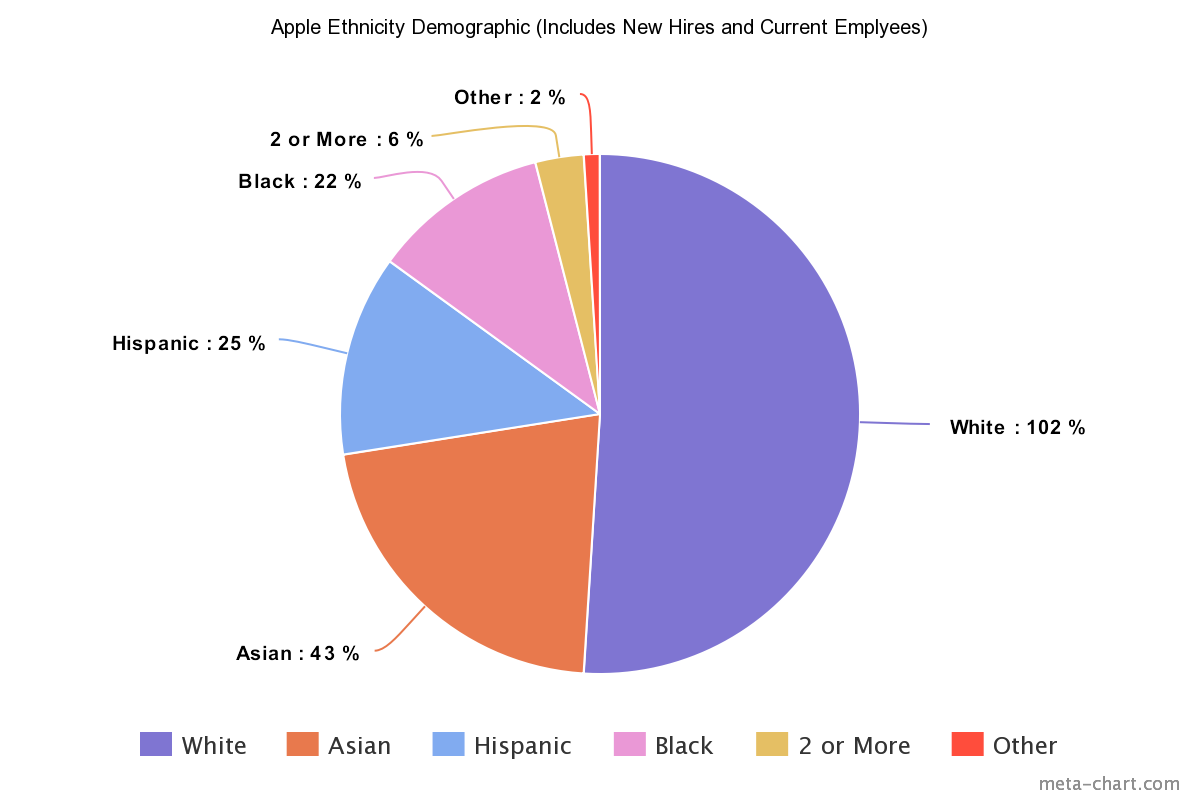 Apple Ethnicity Demographic (Includes New Hires and Current Emplyees)
Other : 2 %
2 or More : 6 %
Black : 22 %
Hispanic : 25 %
White : 102 %
Asian : 43 %
White Asian Hispanic Black 2 or More Other
meta-chart.com